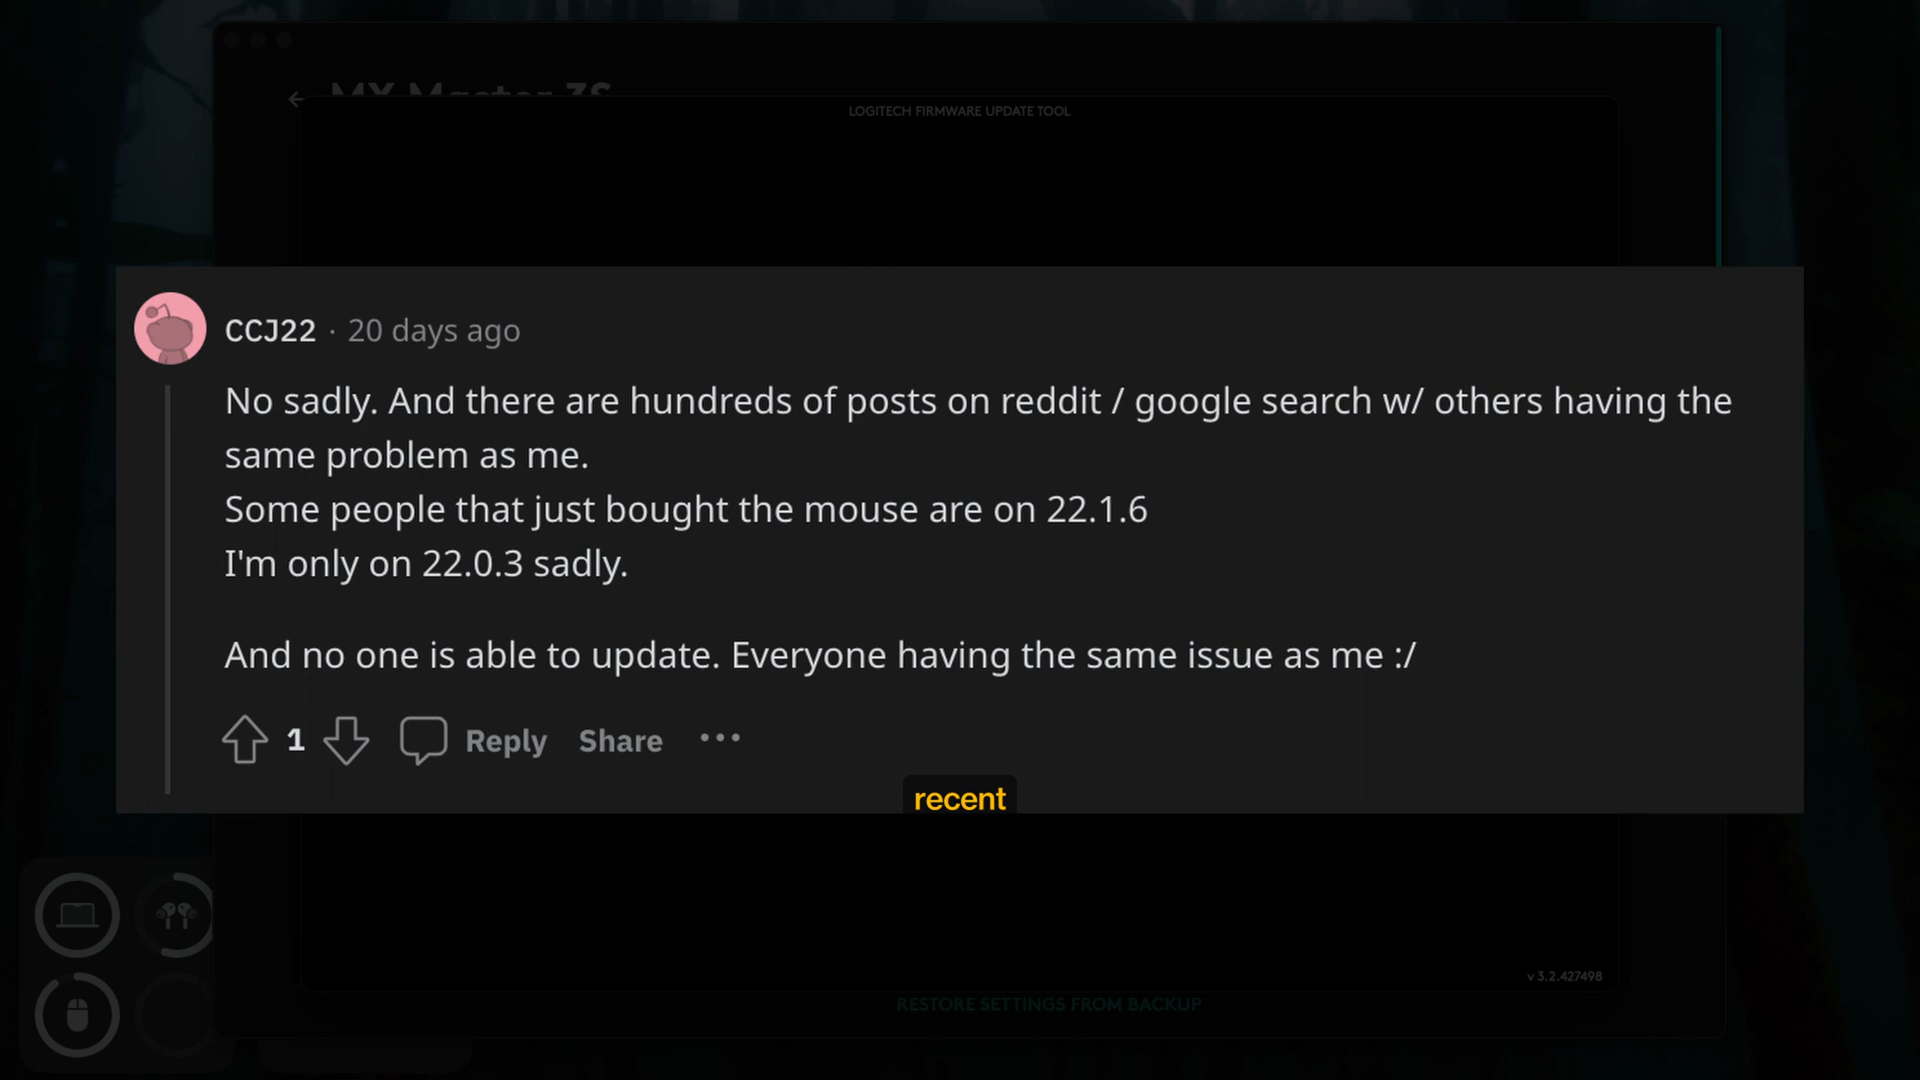 MX Master 3S
LOGITECH FIRMWARE UPDATE TOOL
CCJ22 · 20 days ago
No sadly. And there are hundreds of posts on reddit / google search w/ others having the
same problem as me.
Some people that just bought the mouse are on 22.1.6
I'm only on 22.0.3 sadly.
And no one is able to update. Everyone having the same issue as me :/
1 Reply Share ···
recent
v 3.2.427498
RESTORE SETTINGS FROM BACKUP